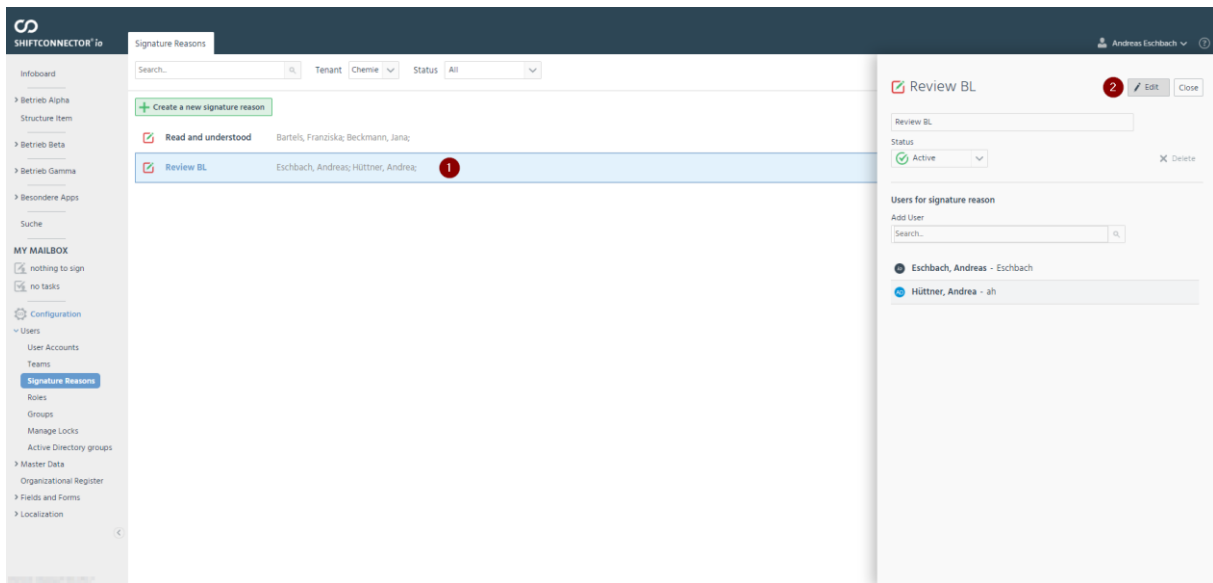 SHIFTCONNECTOR® io
Signature Reasons
Andreas Eschbach
Infoboard
Betrieb Alpha
Structure Item
Betrieb Beta
Betrieb Gamma
Besondere Apps
Suche
MY MAILBOX
nothing to sign
no tasks
Configuration
Users
User Accounts
Teams
Signature Reasons
Roles
Groups
Manage Locks
Active Directory groups
Master Data
Organizational Register
Fields and Forms
Localization
Search.. Tenant Chemie Status All
Create a new signature reason
Read and understood Bartels, Franziska; Beckmann, Jana;
Review BL Eschbach, Andreas; Hüttner, Andrea; 1
Review BL 2 Edit Close
Review BL
Status
Active Delete
Users for signature reason
Add User
Search..
Eschbach, Andreas - Eschbach
Hüttner, Andrea - ah